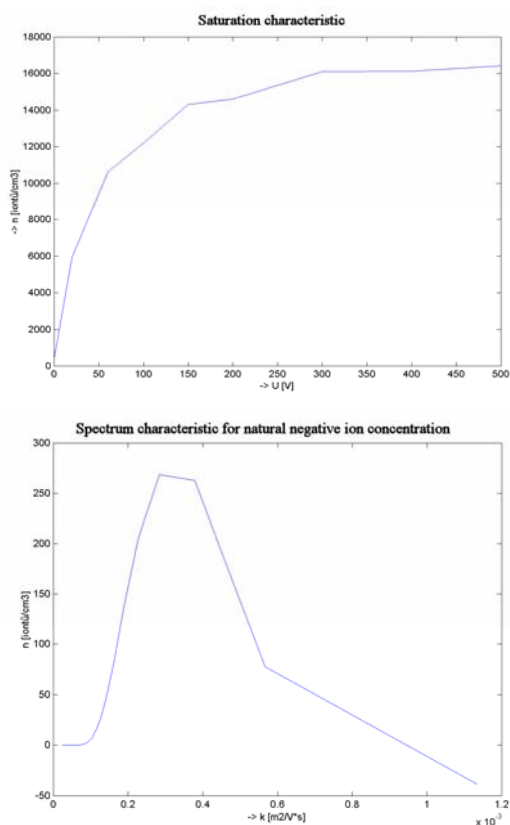 Saturation characteristic
18000
16000
14000
12000
10000
8000
6000
4000
2000
0
-> n [iontů/cm3]
0 50 100 150 200 250 300 350 400 450 500
-> U [V]
Spectrum characteristic for natural negative ion concentration
300
250
200
150
100
50
0
-50
n [iontů/cm3]
0 0.2 0.4 0.6 0.8 1 1.2
-> k [m2/V*s]
x 10⁻³